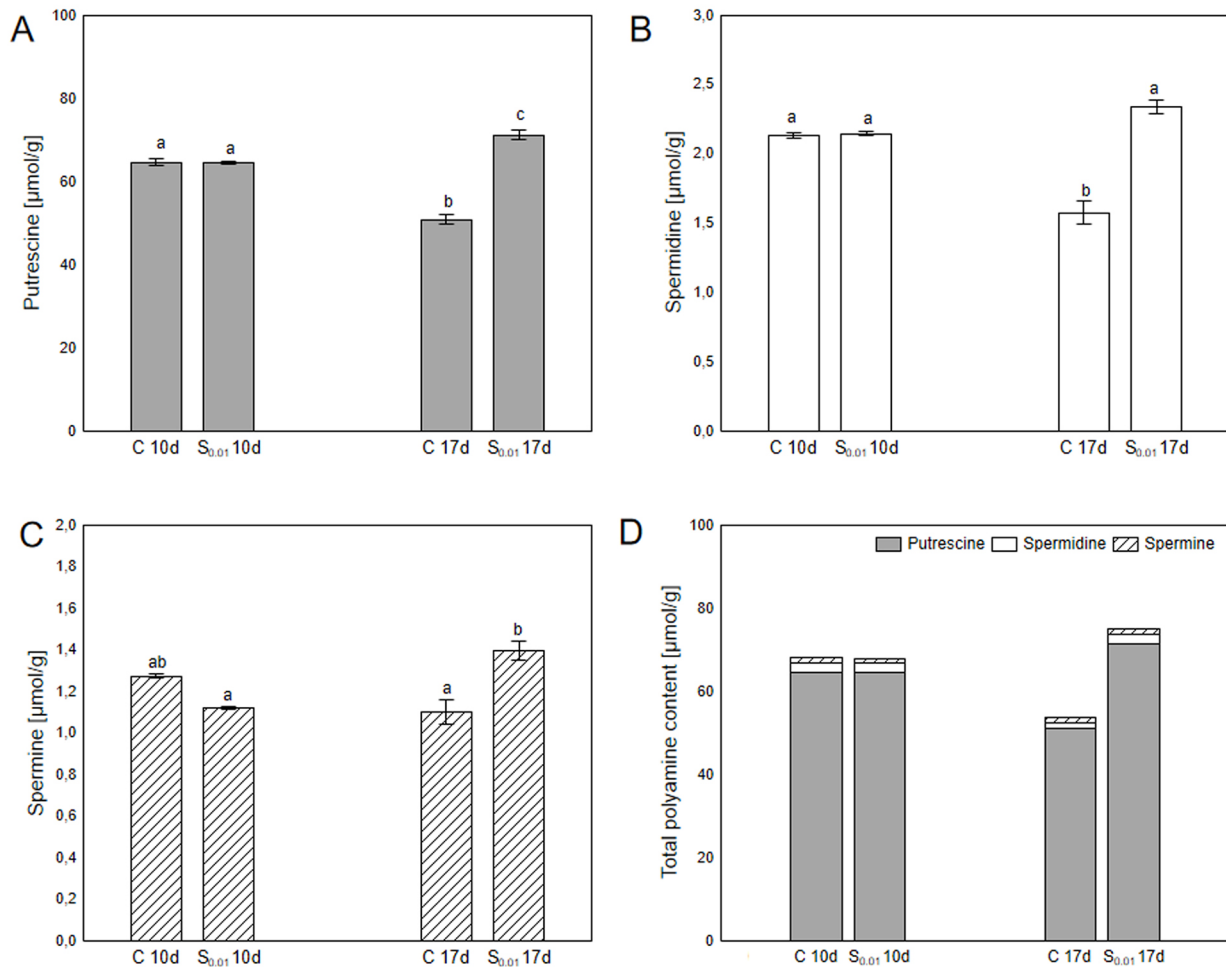 A
Putrescine [µmol/g]
100
80
60
40
20
0
a
a
b
c
C 10d
S0.01 10d
C 17d
S0.01 17d
B
Spermidine [µmol/g]
3,0
2,5
2,0
1,5
1,0
0,5
0,0
a
a
b
a
C 10d
S0.01 10d
C 17d
S0.01 17d
C
Spermine [µmol/g]
2,0
1,8
1,6
1,4
1,2
1,0
0,8
0,6
0,4
0,2
0,0
ab
a
a
b
C 10d
S0.01 10d
C 17d
S0.01 17d
D
Total polyamine content [µmol/g]
100
80
60
40
20
0
Putrescine Spermidine Spermine
C 10d
S0.01 10d
C 17d
S0.01 17d